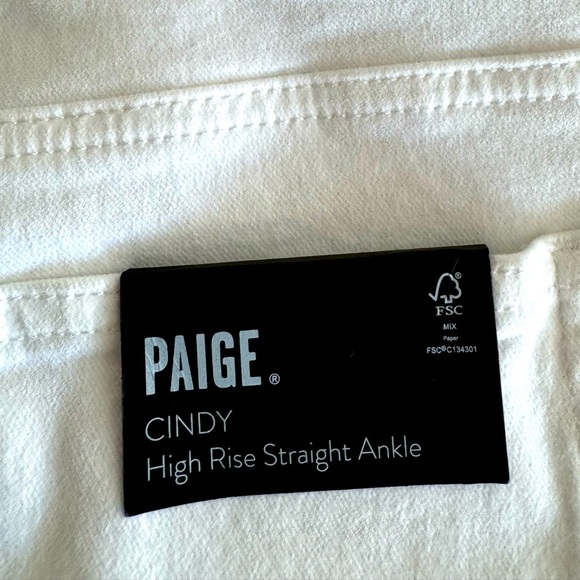 PAIGE®
CINDY
High Rise Straight Ankle
®
FSC
MIX
Paper
FSC® C134301